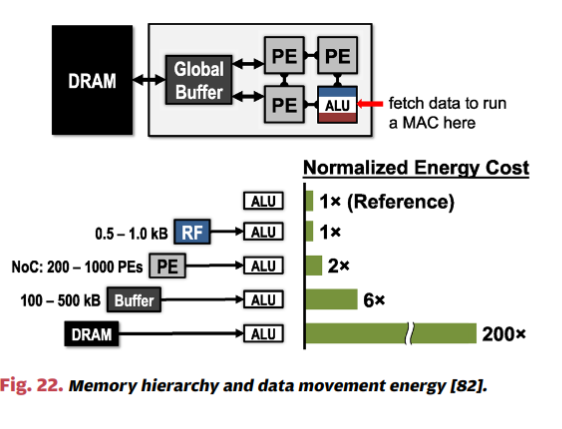 DRAM
Global
Buffer
PE
PE
PE
ALU
fetch data to run
a MAC here
Normalized Energy Cost
ALU
1× (Reference)
0.5 – 1.0 kB RF ALU 1×
NoC: 200 – 1000 PEs PE ALU 2×
100 – 500 kB Buffer ALU 6×
DRAM ALU 200×
Fig. 22. Memory hierarchy and data movement energy [82].